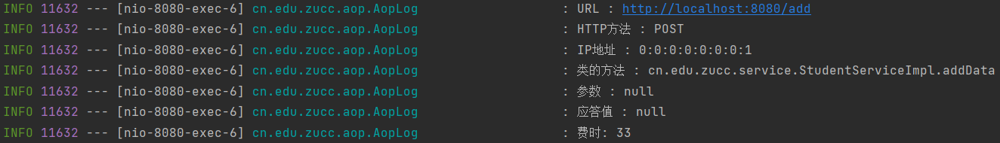 INFO 11632 --- [nio-8080-exec-6] cn.edu.zucc.aop.AopLog : URL : http://localhost:8080/add
INFO 11632 --- [nio-8080-exec-6] cn.edu.zucc.aop.AopLog : HTTP方法 : POST
INFO 11632 --- [nio-8080-exec-6] cn.edu.zucc.aop.AopLog : IP地址 : 0:0:0:0:0:0:0:1
INFO 11632 --- [nio-8080-exec-6] cn.edu.zucc.aop.AopLog : 类的方法 : cn.edu.zucc.service.StudentServiceImpl.addData
INFO 11632 --- [nio-8080-exec-6] cn.edu.zucc.aop.AopLog : 参数 : null
INFO 11632 --- [nio-8080-exec-6] cn.edu.zucc.aop.AopLog : 应答值 : null
INFO 11632 --- [nio-8080-exec-6] cn.edu.zucc.aop.AopLog : 费时: 33